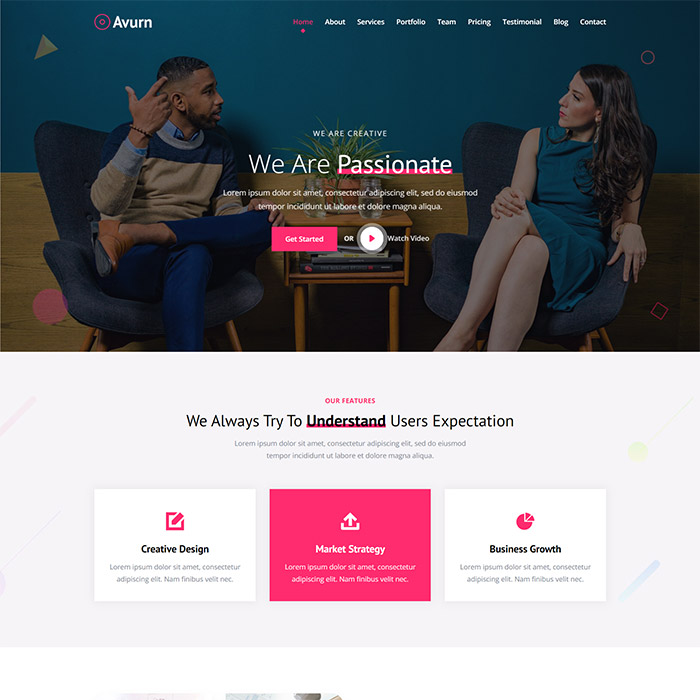 Avurn
Home About Services Portfolio Team Pricing Testimonial Blog Contact
WE ARE CREATIVE
We Are Passionate
Lorem ipsum dolor sit amet, consectetur adipiscing elit, sed do eiusmod
tempor incididunt ut labore et dolore magna aliqua.
Get Started OR Watch Video
OUR FEATURES
We Always Try To Understand Users Expectation
Lorem ipsum dolor sit amet, consectetur adipiscing elit, sed do eiusmod
tempor incididunt ut labore et dolore magna aliqua.
Creative Design
Lorem ipsum dolor sit amet, consectetur
adipiscing elit. Nam finibus velit nec.
Market Strategy
Lorem ipsum dolor sit amet, consectetur
adipiscing elit. Nam finibus velit nec.
Business Growth
Lorem ipsum dolor sit amet, consectetur
adipiscing elit. Nam finibus velit nec.